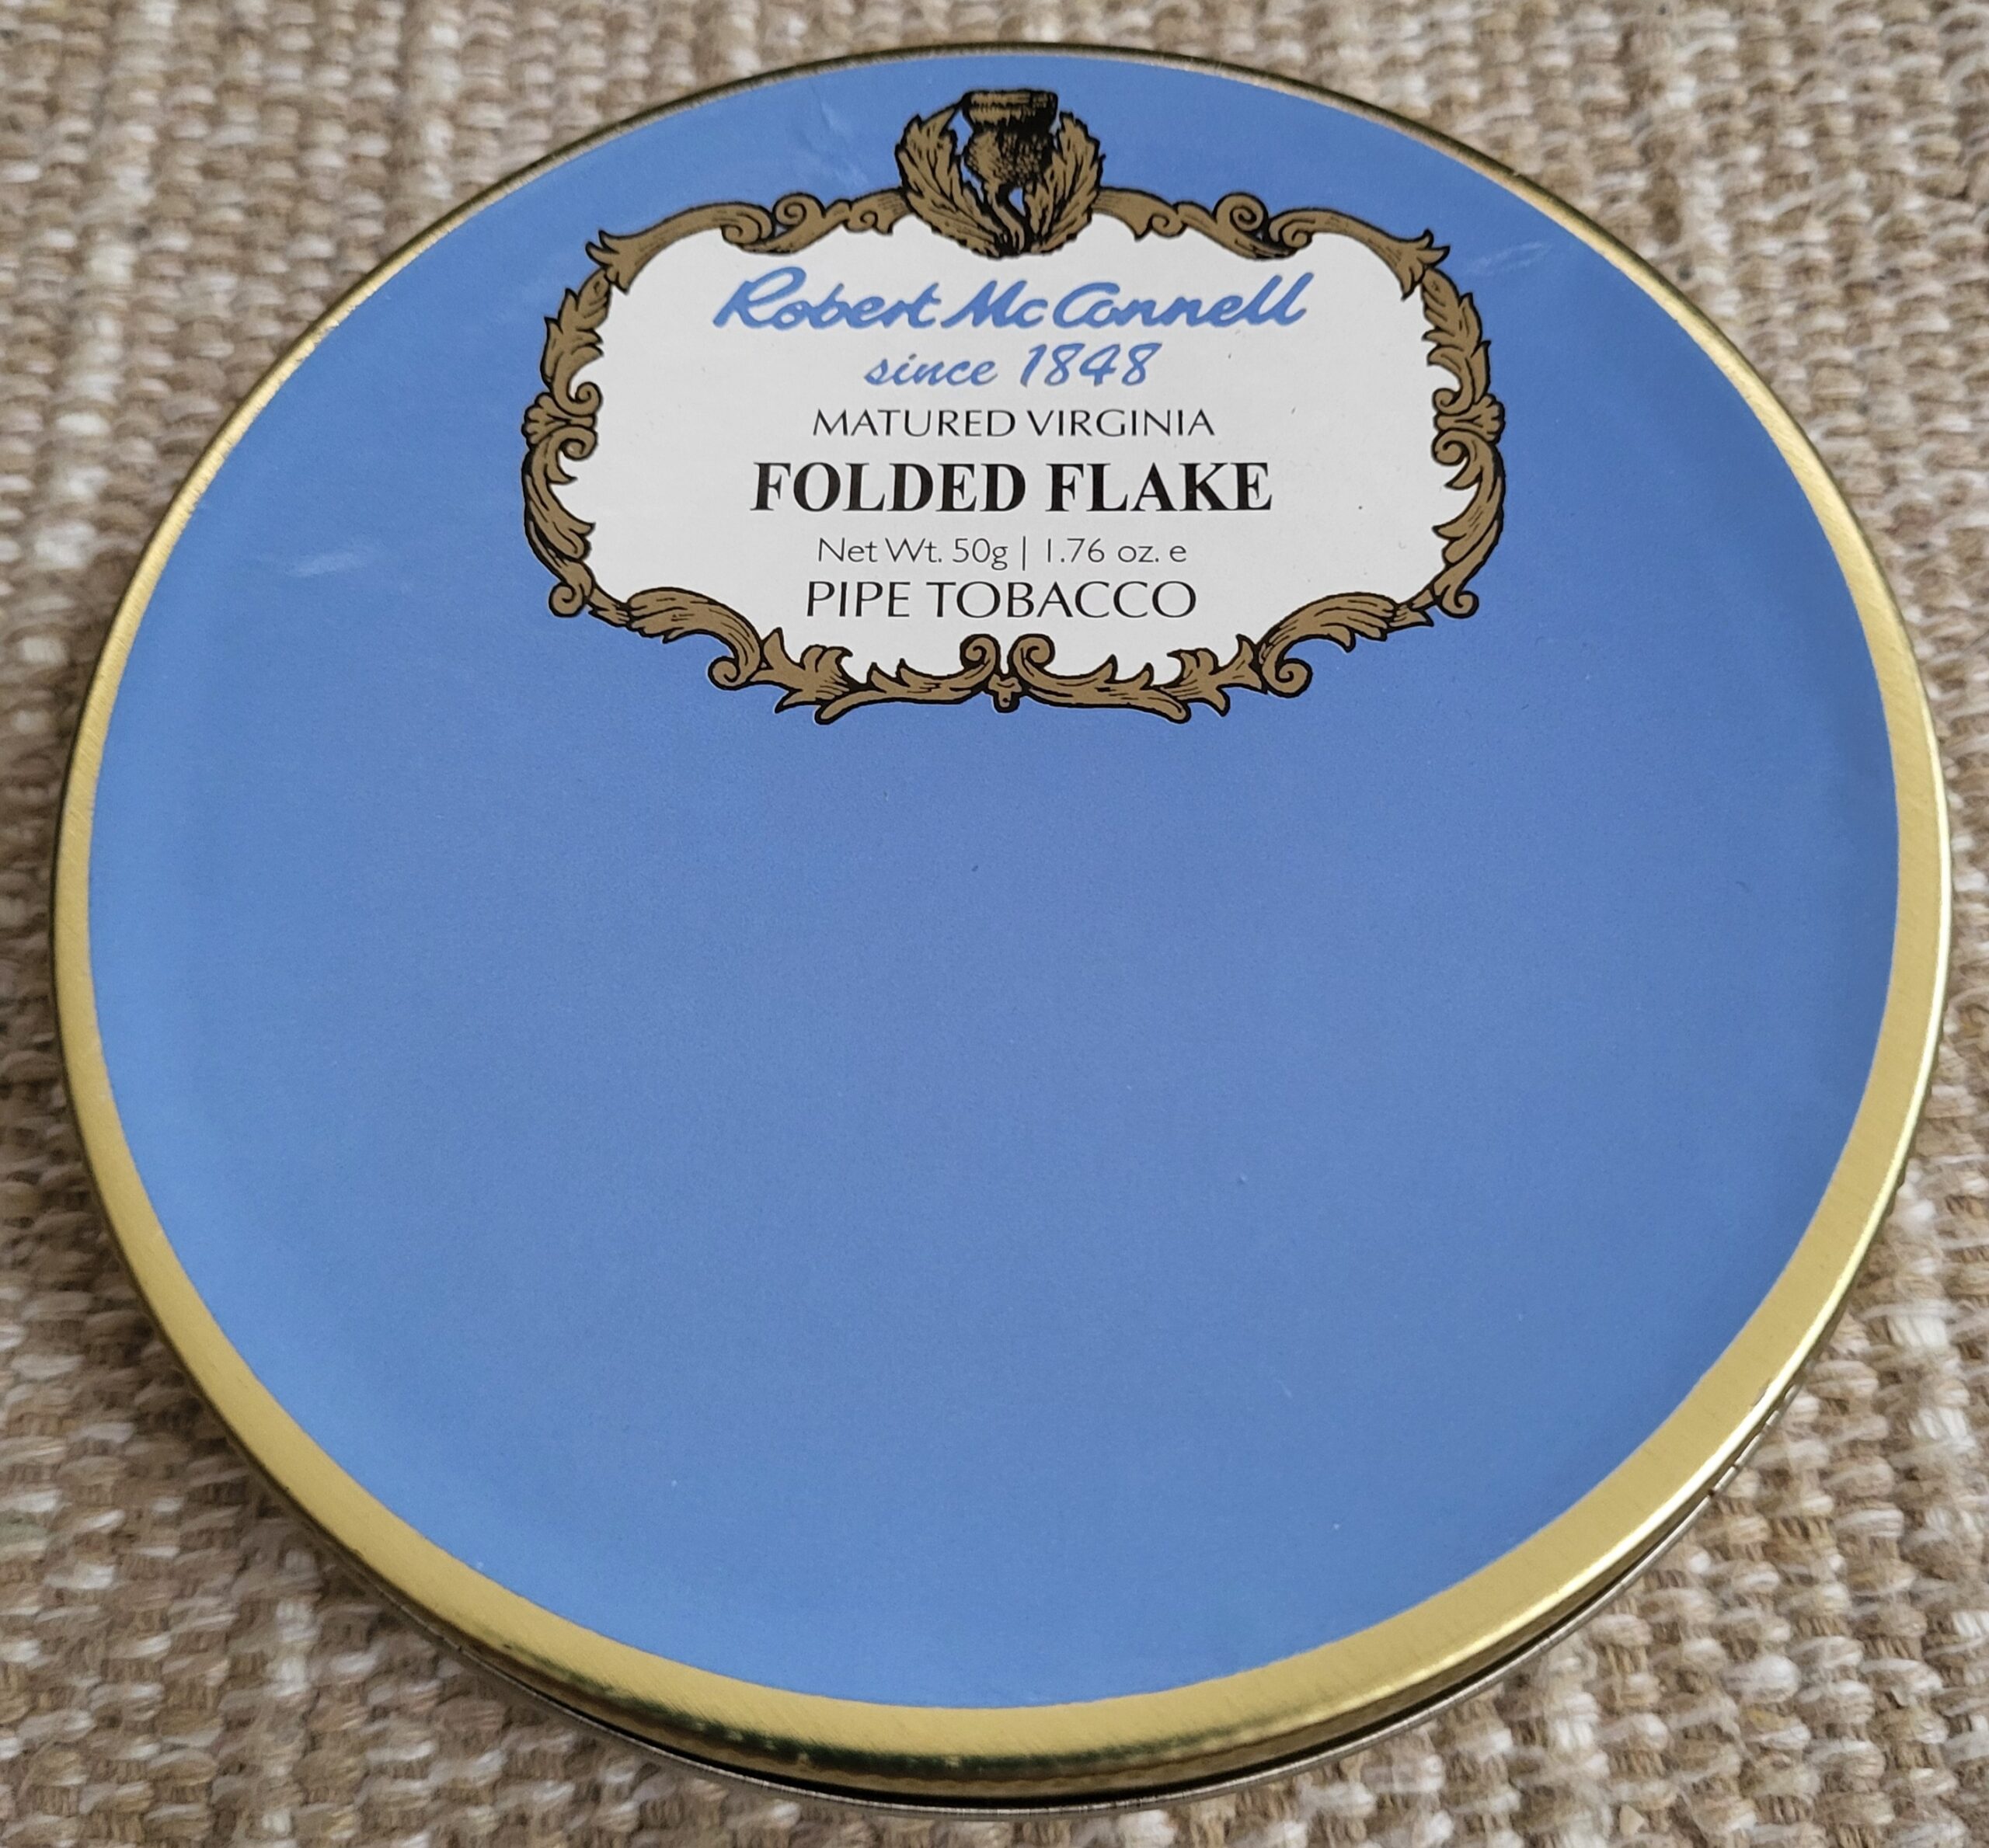 Robert McConnell
since 1848
MATURED VIRGINIA
FOLDED FLAKE
Net Wt. 50g | 1.76 oz. e
PIPE TOBACCO